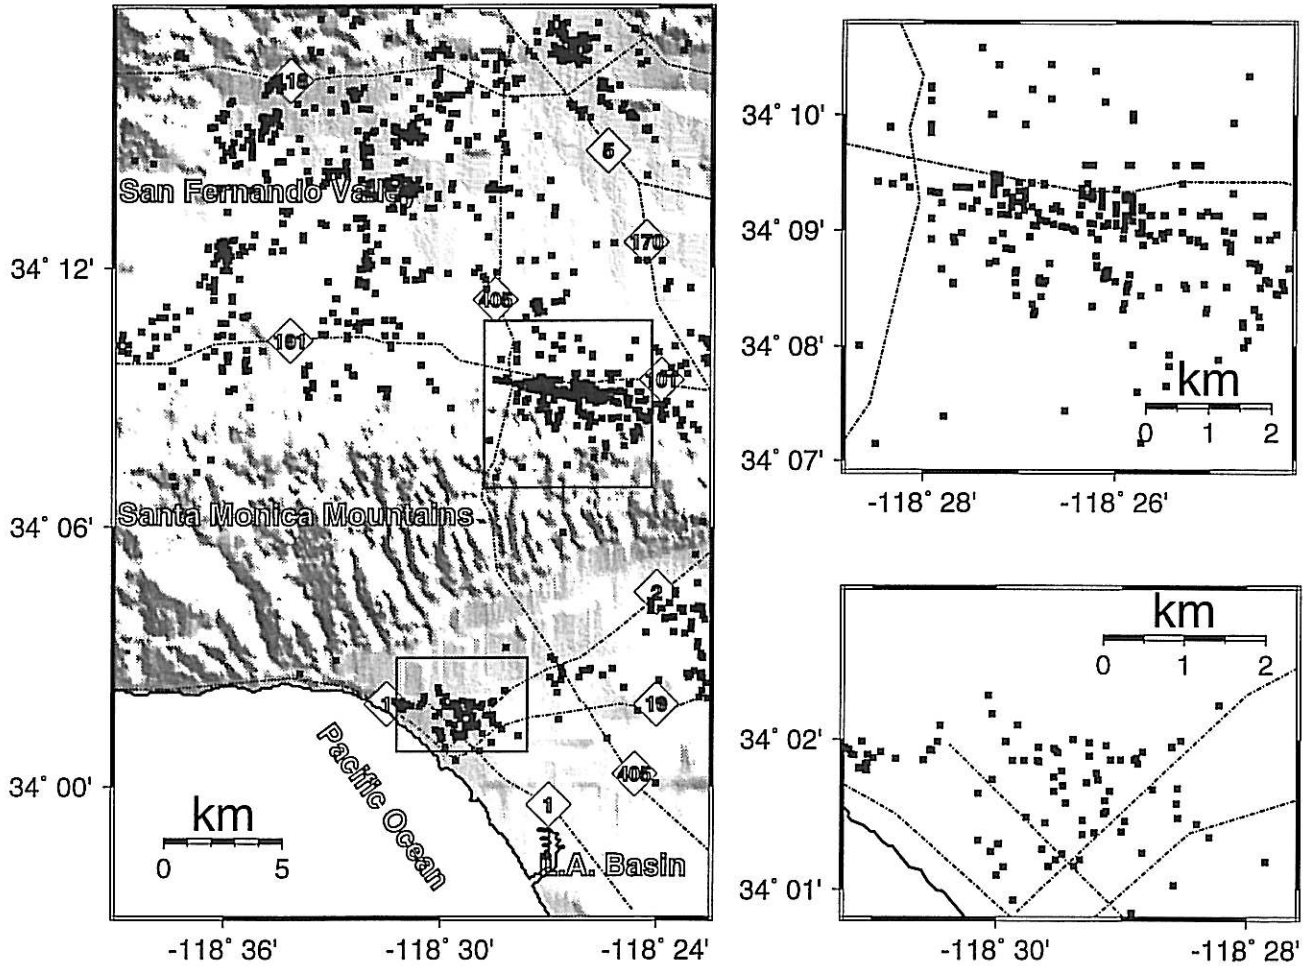 118
5
San Fernando Valley
170
34° 12'
405
101
101
Santa Monica Mountains
34° 06'
2
1
19
Pacific Ocean
405
34° 00'
1
km
0 5
L.A. Basin
-118° 36' -118° 30' -118° 24'
34° 10'
34° 09'
34° 08'
km
0 1 2
34° 07'
-118° 28' -118° 26'
km
0 1 2
34° 02'
34° 01'
-118° 30' -118° 28'